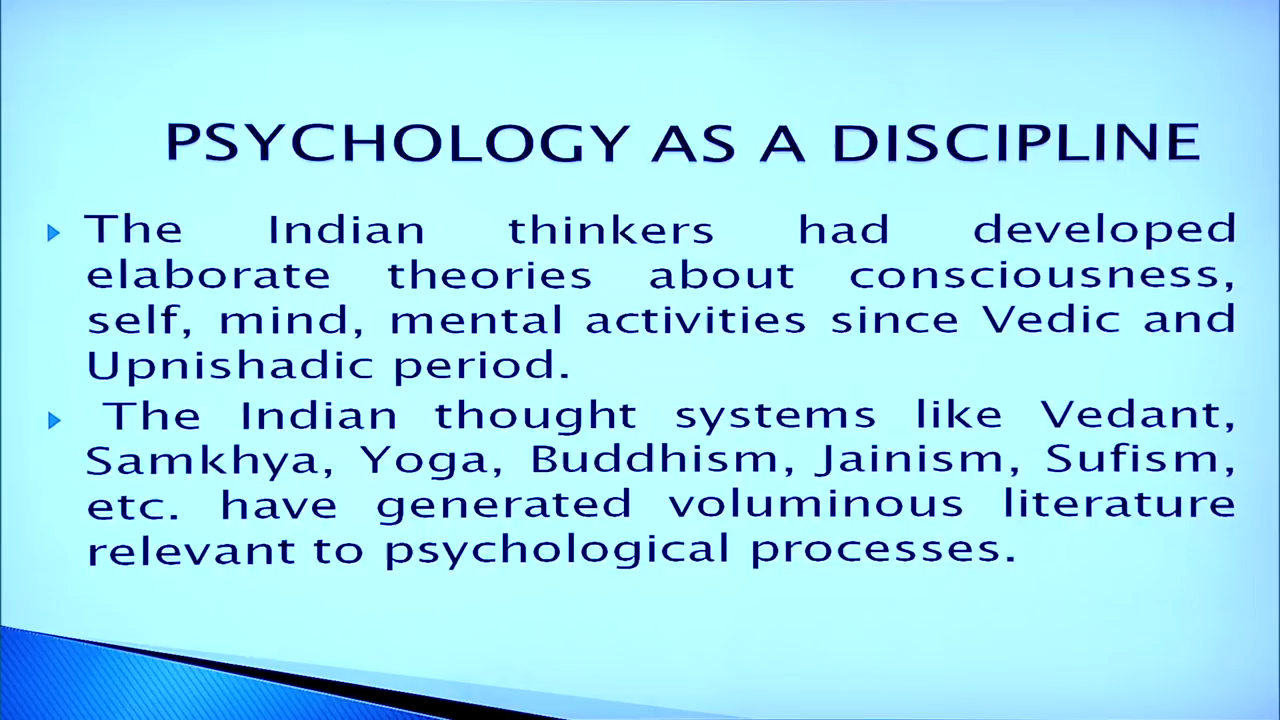 PSYCHOLOGY AS A DISCIPLINE
The Indian thinkers had developed
elaborate theories about consciousness,
self, mind, mental activities since Vedic and
Upnishadic period.
The Indian thought systems like Vedant,
Samkhya, Yoga, Buddhism, Jainism, Sufism,
etc. have generated voluminous literature
relevant to psychological processes.